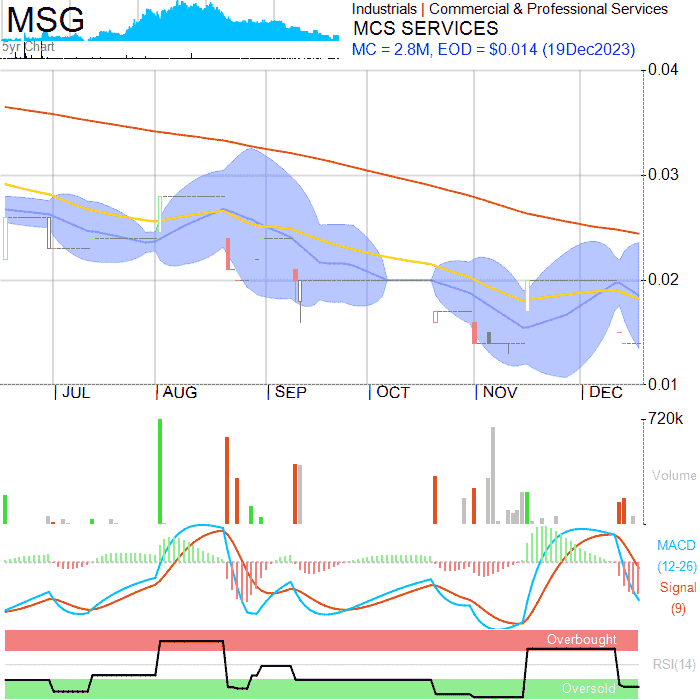 MSG
5yr Chart
Industrials | Commercial & Professional Services
MCS SERVICES
MC = 2.8M, EOD = $0.014 (19Dec2023)
0.04
0.03
0.02
0.01
JUL
AUG
SEP
OCT
NOV
DEC
720k
Volume
MACD
(12-26)
Signal
(9)
Overbought
RSI(14)
Oversold